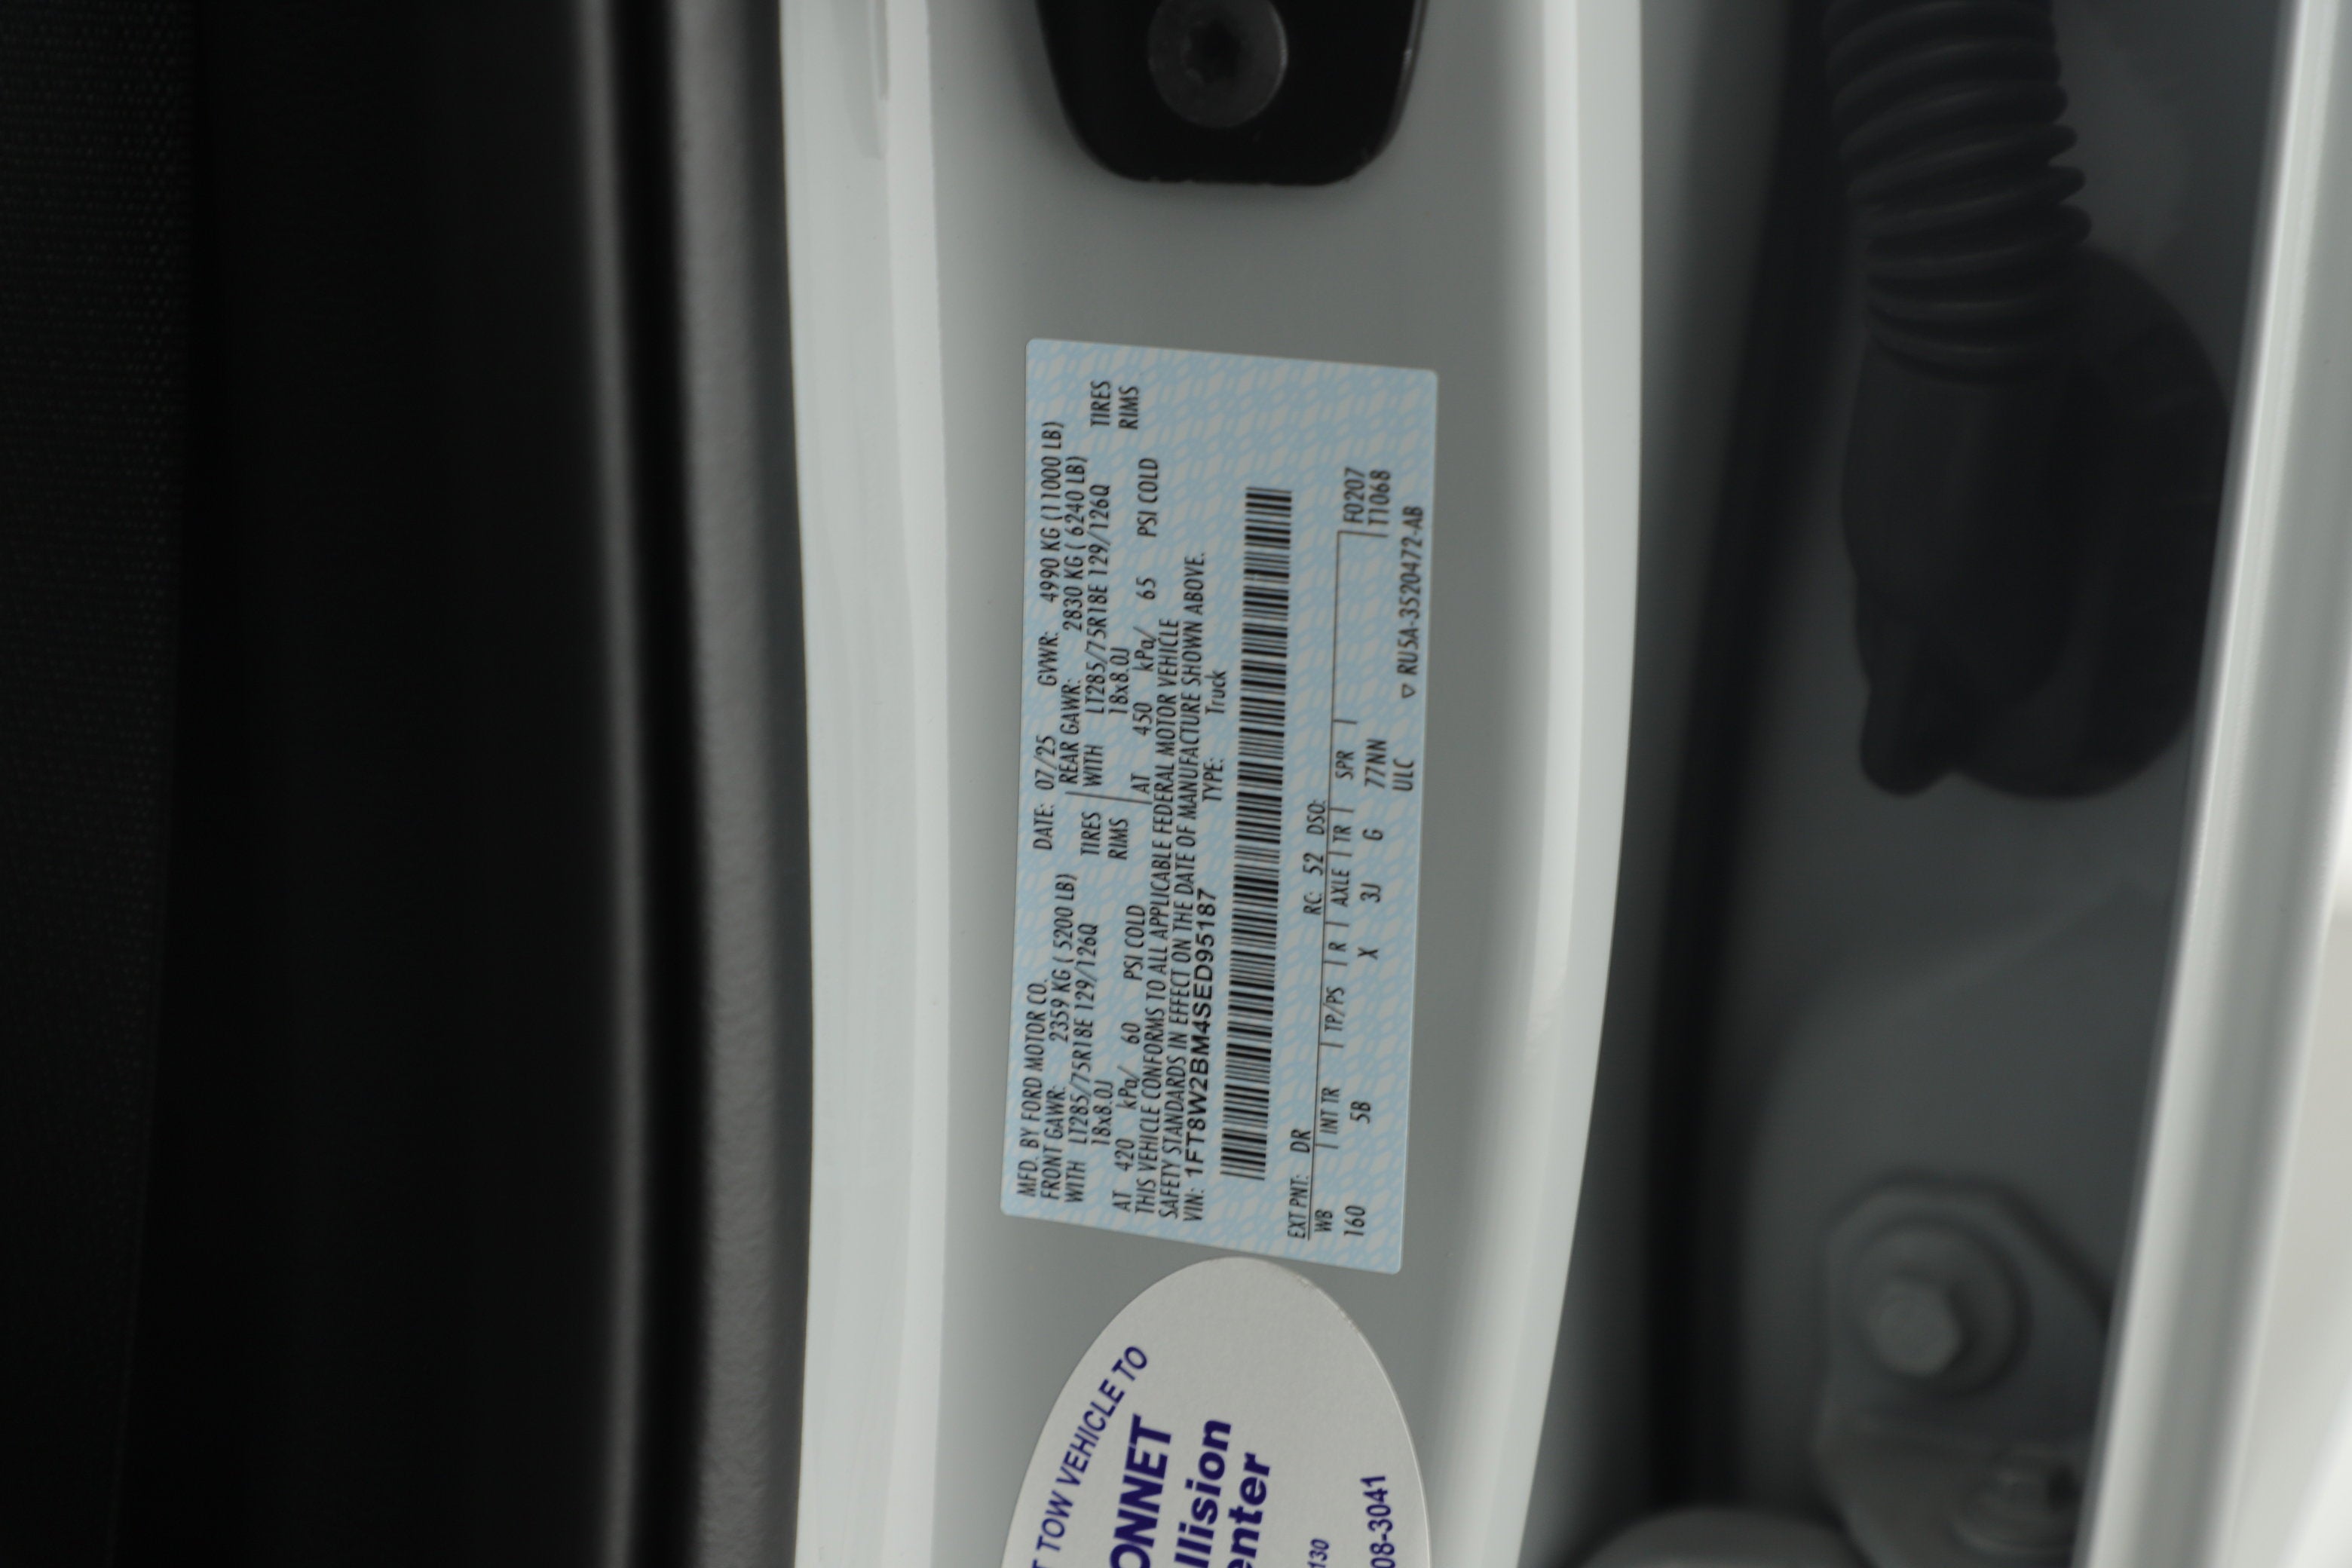 MFD. BY FORD MOTOR CO. DATE: 07/25 GVWR: 4990 KG (11000 LB)
FRONT GAWR: 2359 KG ( 5200 LB) REAR GAWR: 2830 KG ( 6240 LB)
WITH LT285/75R18E 129/126Q TIRES WITH LT285/75R18E 129/126Q TIRES
18x8.0J RIMS 18x8.0J RIMS
AT 420 kPa/ 60 PSI COLD AT 450 kPa/ 65 PSI COLD
THIS VEHICLE CONFORMS TO ALL APPLICABLE FEDERAL MOTOR VEHICLE
SAFETY STANDARDS IN EFFECT ON THE DATE OF MANUFACTURE SHOWN ABOVE.
VIN: 1FT8W2BM4SED95187 TYPE: Truck
EXT PNT: DR RC: 52 DSO:
WB | INT TR | TP/PS | R | AXLE | TR | SPR | F0207
160 5B X 3J G 77NN T1068
ULC ▽ RU5A-3520472-AB
T TOW VEHICLE TO
ONNET
llision
enter
130
08-3041